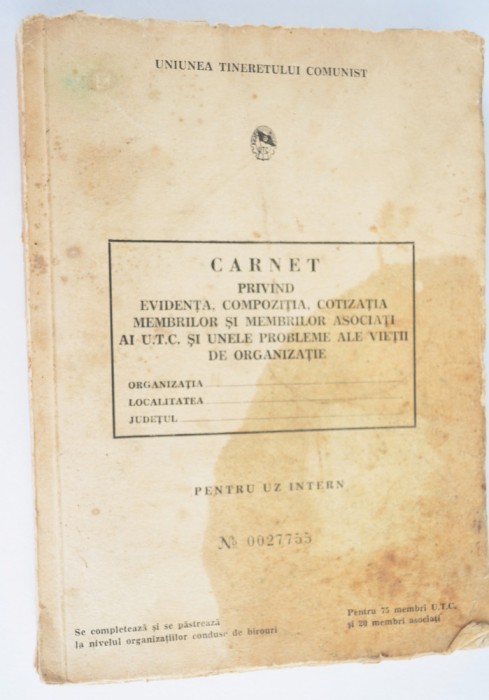 UNIUNEA TINERETULUI COMUNIST
CARNET
PRIVIND
EVIDENȚA, COMPOZIȚIA, COTIZAȚIA
MEMBRILOR ȘI MEMBRILOR ASOCIAȚI
AI U.T.C. ȘI UNELE PROBLEME ALE VIEȚII
DE ORGANIZAȚIE
ORGANIZAȚIA
LOCALITATEA
JUDEȚUL
PENTRU UZ INTERN
№ 0027755
Se completează și se păstrează
la nivelul organizațiilor conduse de birouri
Pentru 75 membri U.T.C.
și 20 membri asociați